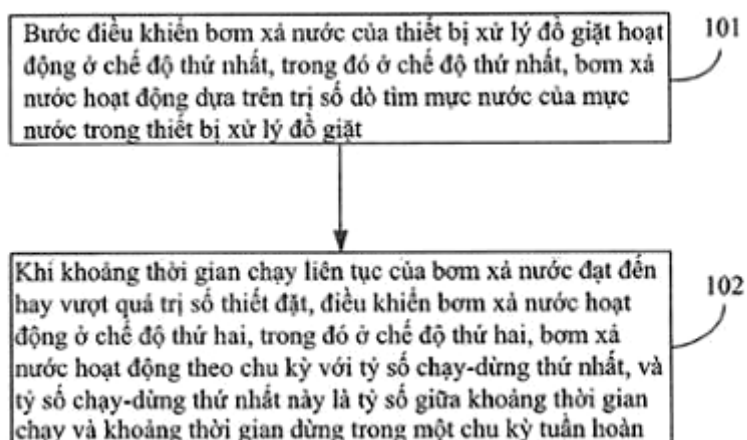 Bước điều khiển bơm xả nước của thiết bị xử lý đồ giặt hoạt
động ở chế độ thứ nhất, trong đó ở chế độ thứ nhất, bơm xả
nước hoạt động dựa trên trị số dò tìm mực nước của mực
nước trong thiết bị xử lý đồ giặt
101
Khi khoảng thời gian chạy liên tục của bơm xả nước đạt đến
hay vượt quá trị số thiết đặt, điều khiển bơm xả nước hoạt
động ở chế độ thứ hai, trong đó ở chế độ thứ hai, bơm xả
nước hoạt động theo chu kỳ với tỷ số chạy-dừng thứ nhất, và
tỷ số chạy-dừng thứ nhất này là tỷ số giữa khoảng thời gian
chạy và khoảng thời gian dừng trong một chu kỳ tuần hoàn
102